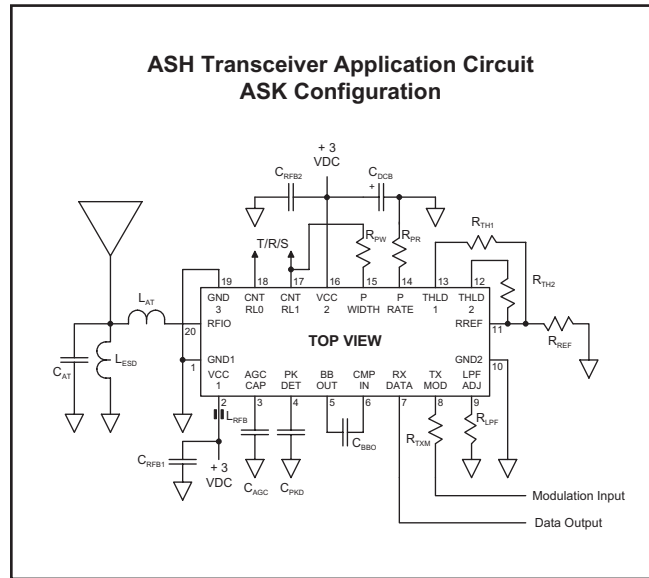 ASH Transceiver Application Circuit
ASK Configuration
+ 3
VDC
CRFB2
CDCB
+
T/R/S
RPW
RPR
RTH1
19 18 17 16 15 14 13 12
GND
3
CNT
RL0
CNT
RL1
VCC
2
P
WIDTH
P
RATE
THLD
1
THLD
2
RTH2
LAT
20
RFIO
TOP VIEW
RREF
11
RREF
CAT
LESD
1
GND1
GND2
10
VCC
1
AGC
CAP
PK
DET
BB
OUT
CMP
IN
RX
DATA
TX
MOD
LPF
ADJ
2 3 4 5 6 7 8 9
LRFB
CRFB1
+ 3
VDC
CAGC
CPKD
CBBO
RTXM
RLPF
Modulation Input
Data Output